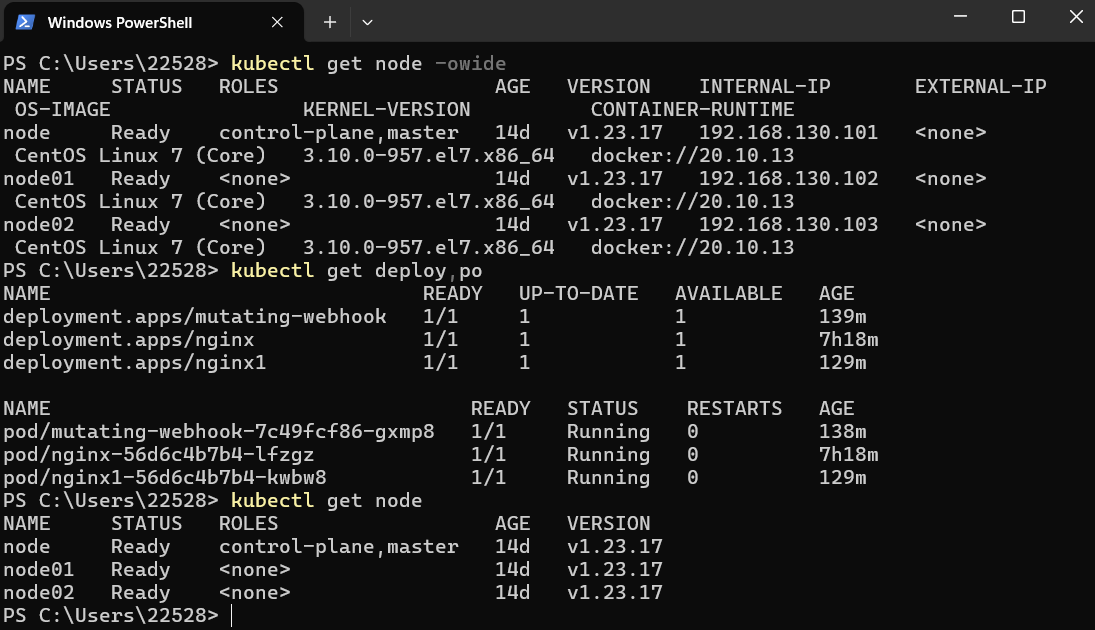 Windows PowerShell
PS C:\Users\22528> kubectl get node -owide
NAME     STATUS   ROLES                  AGE   VERSION    INTERNAL-IP       EXTERNAL-IP
 OS-IMAGE                KERNEL-VERSION          CONTAINER-RUNTIME
node     Ready    control-plane,master   14d   v1.23.17   192.168.130.101   <none>
 CentOS Linux 7 (Core)   3.10.0-957.el7.x86_64   docker://20.10.13
node01   Ready    <none>                 14d   v1.23.17   192.168.130.102   <none>
 CentOS Linux 7 (Core)   3.10.0-957.el7.x86_64   docker://20.10.13
node02   Ready    <none>                 14d   v1.23.17   192.168.130.103   <none>
 CentOS Linux 7 (Core)   3.10.0-957.el7.x86_64   docker://20.10.13
PS C:\Users\22528> kubectl get deploy,po
NAME                               READY   UP-TO-DATE   AVAILABLE   AGE
deployment.apps/mutating-webhook   1/1     1            1           139m
deployment.apps/nginx              1/1     1            1           7h18m
deployment.apps/nginx1             1/1     1            1           129m
NAME                                   READY   STATUS    RESTARTS   AGE
pod/mutating-webhook-7c49fcf86-gxmp8   1/1     Running   0          138m
pod/nginx-56d6c4b7b4-lfzgz             1/1     Running   0          7h18m
pod/nginx1-56d6c4b7b4-kwbw8            1/1     Running   0          129m
PS C:\Users\22528> kubectl get node
NAME     STATUS   ROLES                  AGE   VERSION
node     Ready    control-plane,master   14d   v1.23.17
node01   Ready    <none>                 14d   v1.23.17
node02   Ready    <none>                 14d   v1.23.17
PS C:\Users\22528>